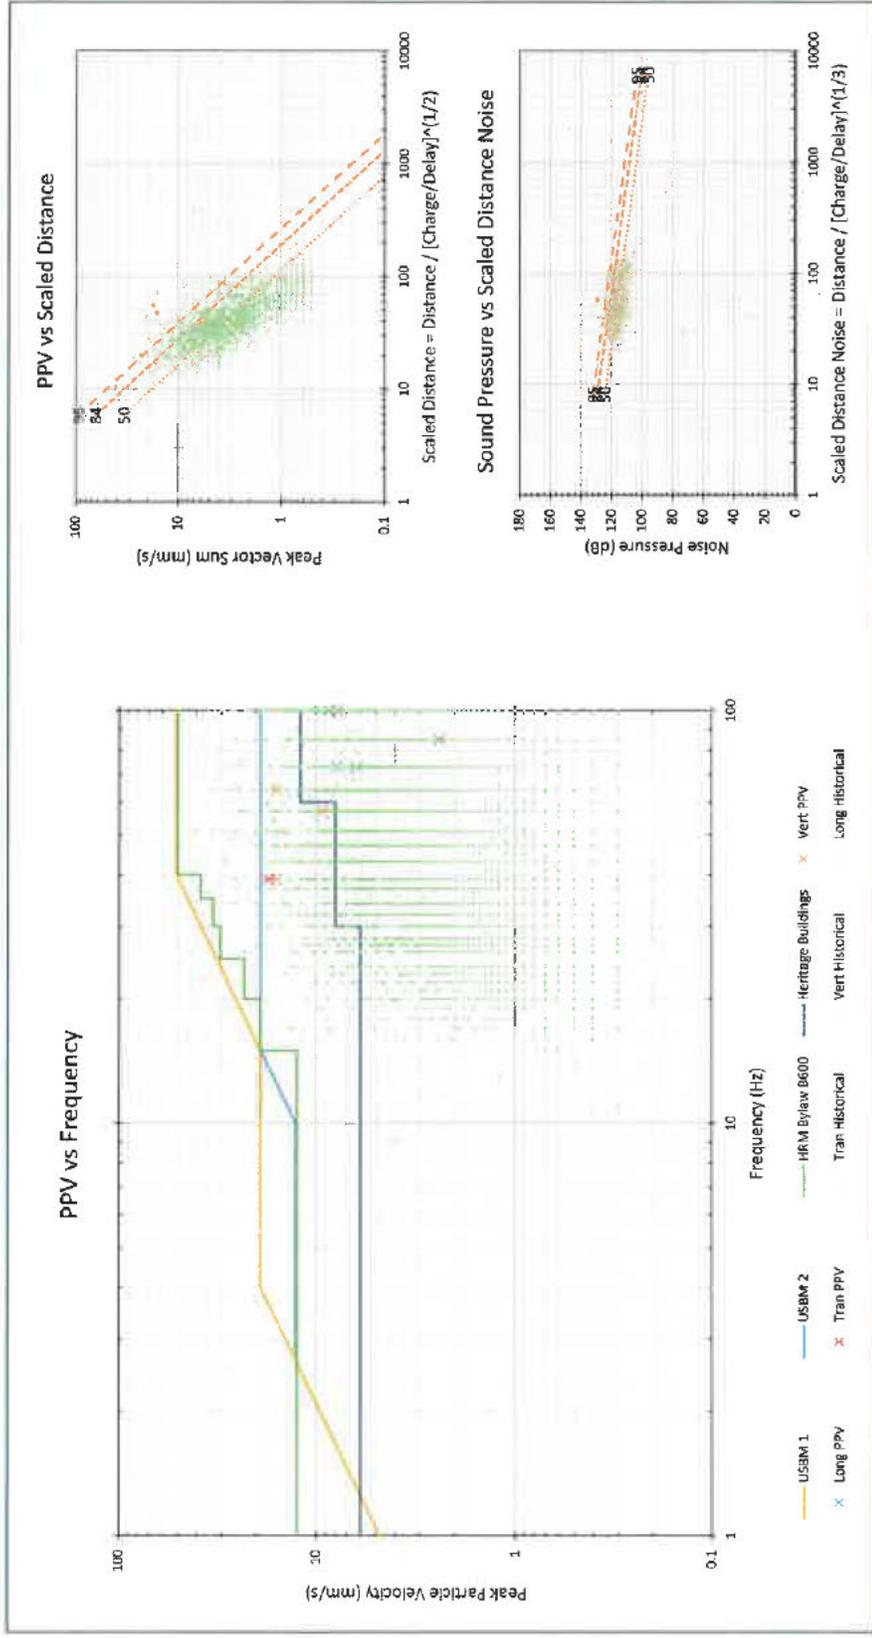 PPV vs Frequency
Peak Particle Velocity (mm/s)
100
10
1
0.1
1
10
100
Frequency (Hz)
USBM 1
USBM 2
HRM Bylaw B600
Heritage Buildings
Vert PPV
Long PPV
Tran PPV
Tran Historical
Vert Historical
Long Historical
PPV vs Scaled Distance
Peak Vector Sum (mm/s)
100
10
1
0.1
95
84
50
1
10
100
1000
10000
Scaled Distance = Distance / [Charge/Delay]^(1/2)
Sound Pressure vs Scaled Distance Noise
Noise Pressure (dB)
180
160
140
120
100
80
60
40
20
0
95
50
95
50
1
10
100
1000
10000
Scaled Distance Noise = Distance / [Charge/Delay]^(1/3)